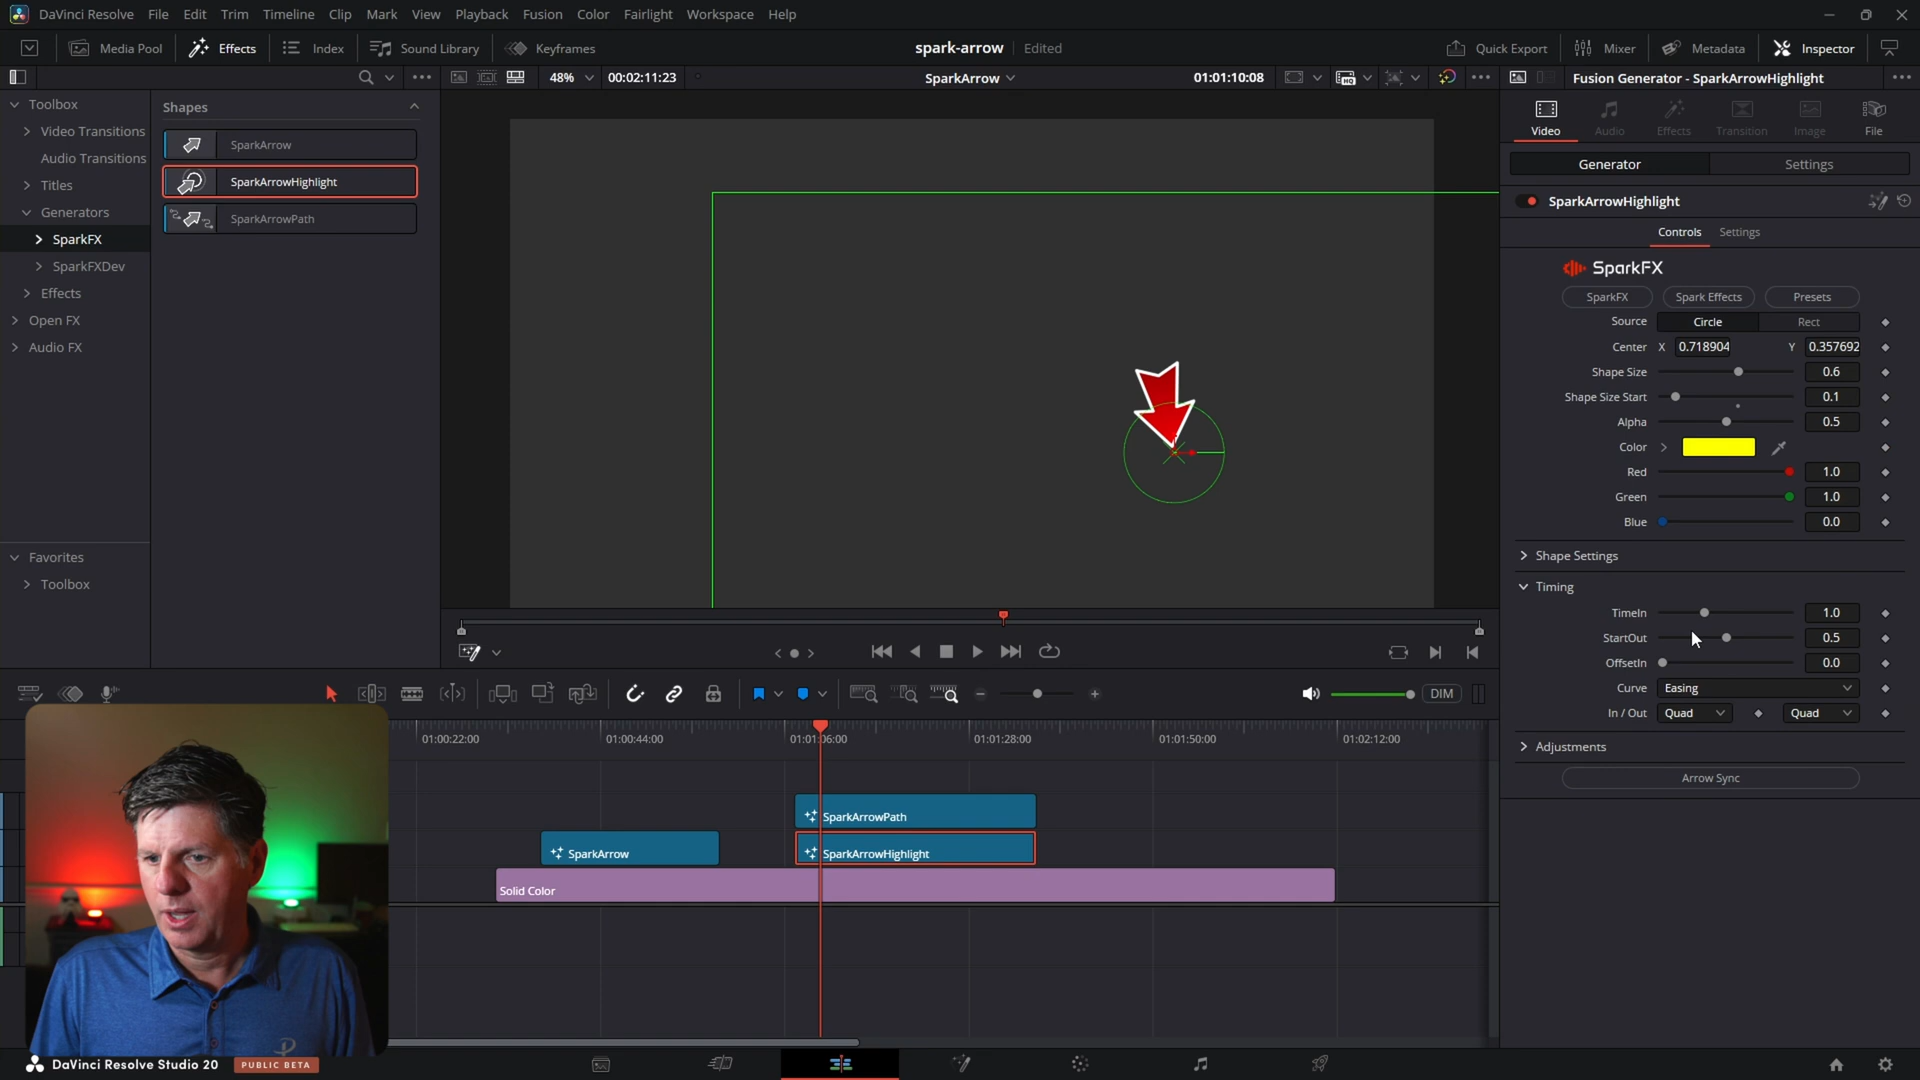 DaVinci Resolve File Edit Trim Timeline Clip Mark View Playback Fusion Color Fairlight Workspace Help
Media Pool Effects Index Sound Library Keyframes spark-arrow Edited Quick Export Mixer Metadata Inspector
48% 00:02:11:23 SparkArrow 01:01:10:08 HQ Fusion Generator - SparkArrowHighlight
Toolbox
Video Transitions
Audio Transitions
Titles
Generators
SparkFX
SparkFXDev
Effects
Open FX
Audio FX
Favorites
Toolbox
Shapes
SparkArrow
SparkArrowHighlight
SparkArrowPath
Video Audio Effects Transition Image File
Generator Settings
SparkArrowHighlight
Controls Settings
SparkFX
SparkFX Spark Effects Presets
Source Circle Rect
Center X 0.718904 Y 0.357692
Shape Size 0.6
Shape Size Start 0.1
Alpha 0.5
Color
Red 1.0
Green 1.0
Blue 0.0
Shape Settings
Timing
TimeIn 1.0
StartOut 0.5
OffsetIn 0.0
Curve Easing
In / Out Quad Quad
Adjustments
Arrow Sync
DIM
01:00:22:00 01:00:44:00 01:01:06:00 01:01:28:00 01:01:50:00 01:02:12:00
SparkArrowPath
SparkArrow SparkArrowHighlight
Solid Color
DaVinci Resolve Studio 20 PUBLIC BETA